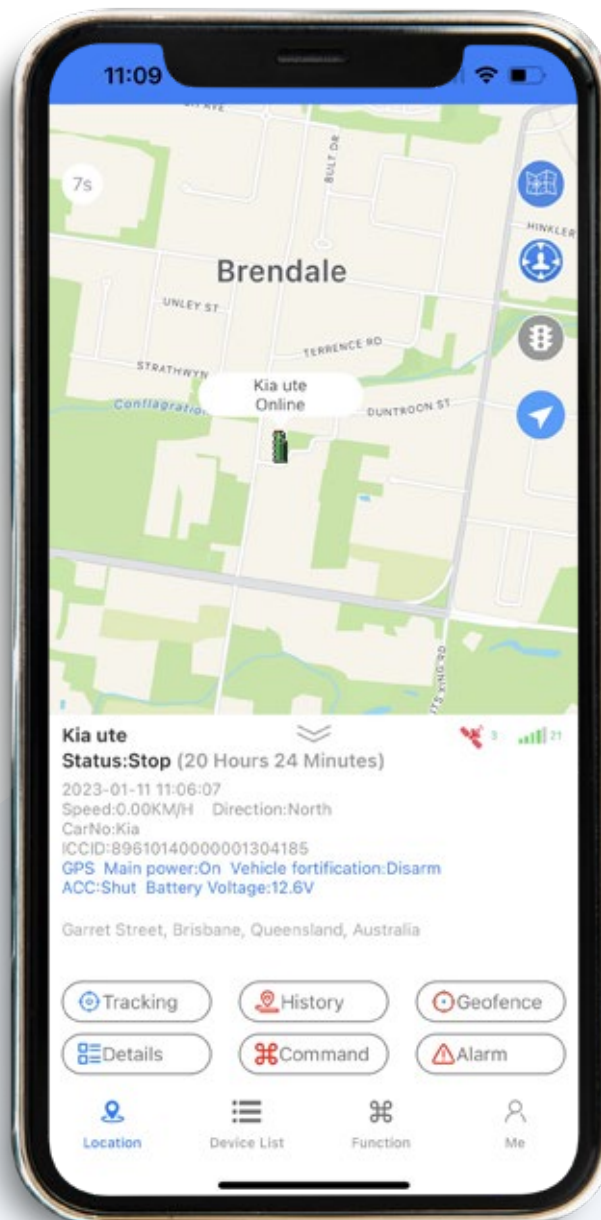 11:09
7s
BULT DR
HINKLER
Brendale
UNLEY ST
TERRENCE RD
STRATHWYN
Kia ute
Online
Conflagration
DUNTROON ST
Kia ute
3
21
Status:Stop (20 Hours 24 Minutes)
2023-01-11 11:06:07
Speed:0.00KM/H Direction:North
CarNo:Kia
ICCID:896101400000001304185
GPS Main power:On Vehicle fortification:Disarm
ACC:Shut Battery Voltage:12.6V
Garret Street, Brisbane, Queensland, Australia
Tracking
History
Geofence
Details
Command
Alarm
Location
Device List
Function
Me